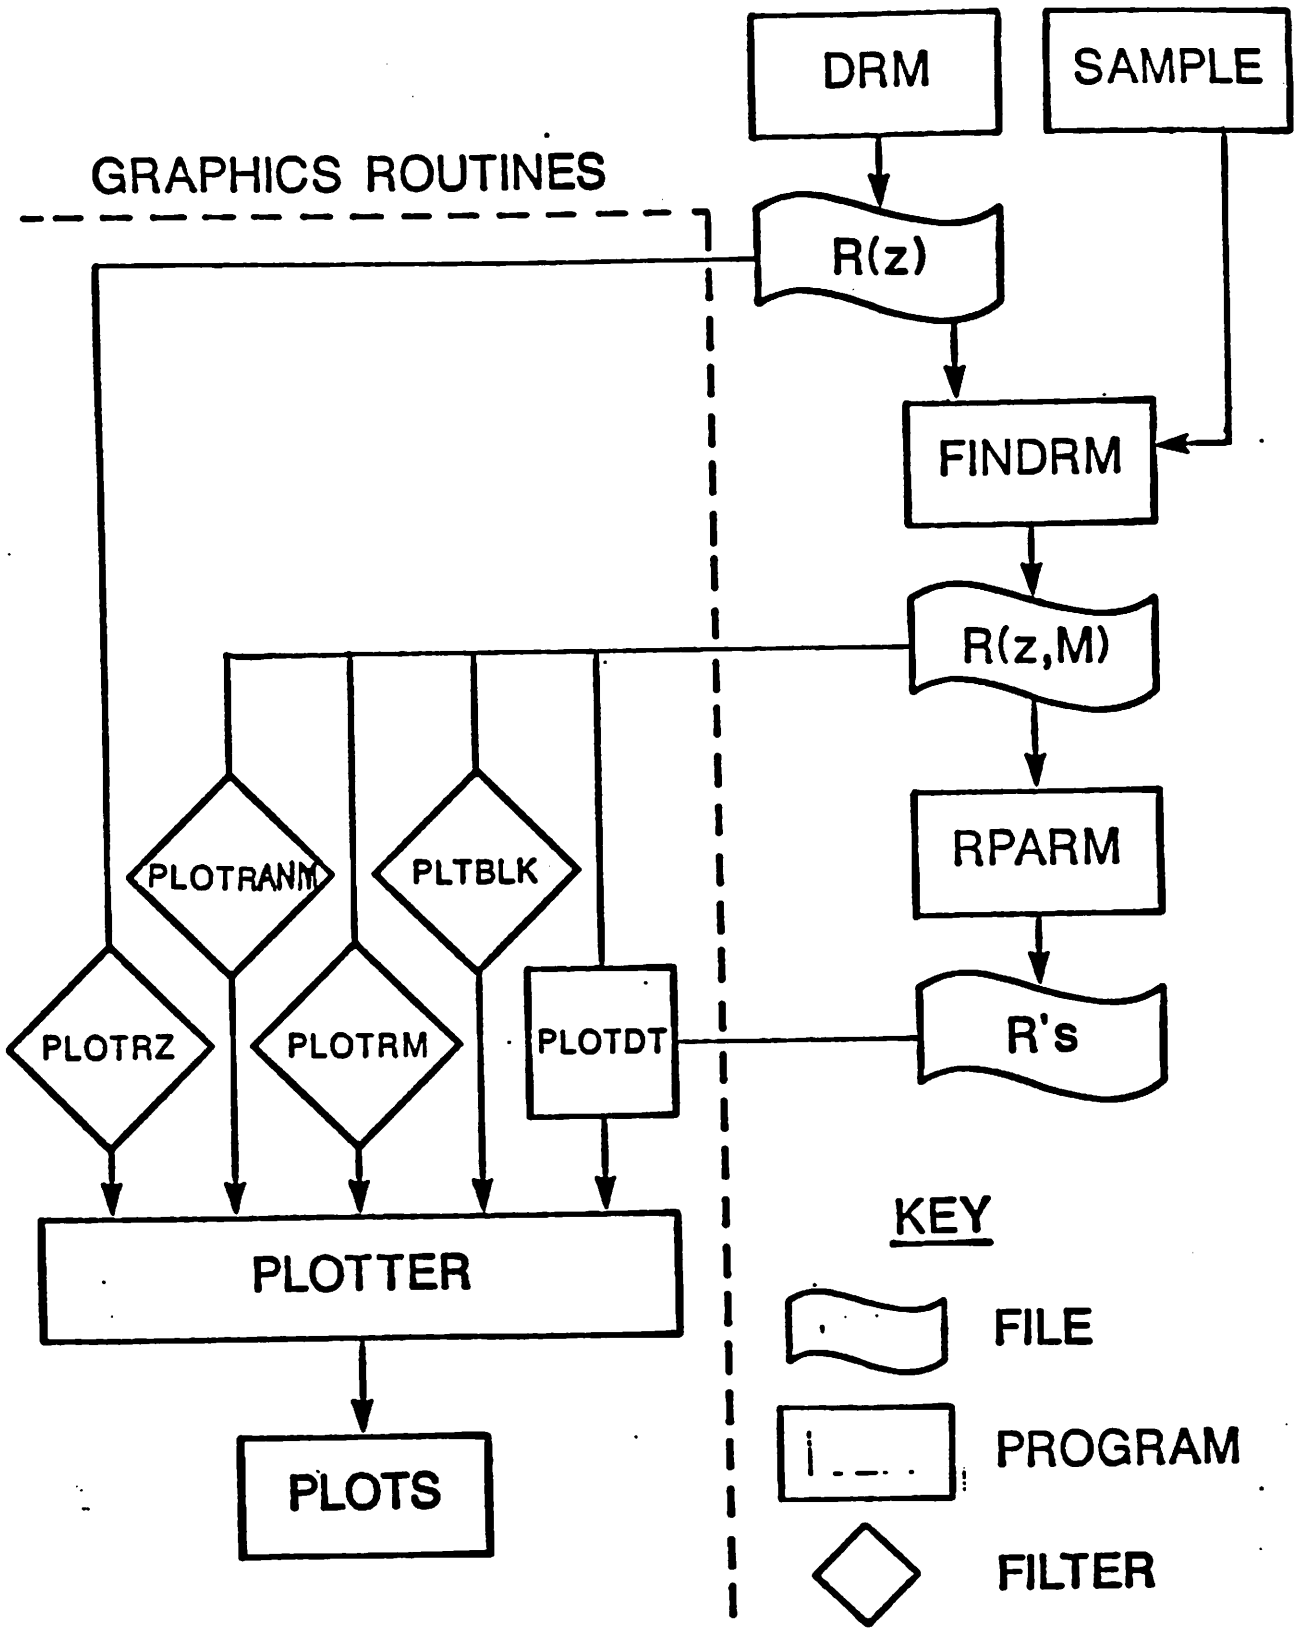 DRM
SAMPLE
GRAPHICS ROUTINES
R(z)
FINDRM
R(z,M)
RPARM
PLOTRANM
PLTBLK
PLOTRZ
PLOTRM
PLOTDT
R's
PLOTTER
PLOTS
KEY
FILE
PROGRAM
FILTER